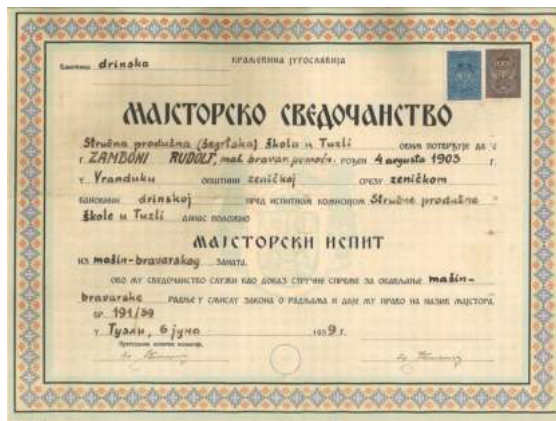 Бановина drinska
КРАЉЕВИНА ЈУГОСЛАВИЈА
МАЈСТОРСКО СВЕДОЧАНСТВО
Stručna produžna (šegrtska) škola u Tuzli ОВИМ ПОТВРЂУЈЕ ДА ЈЕ
Г. ZAMBONI RUDOLF, maš. bravar. pomoćn. РОЂЕН 4 avgusta 1903 Г.
У Vranduku ОПШТИНИ zeničkoj СРЕЗУ zeničkom
БАНОВИНИ drinskoj ПРЕД ИСПИТНОМ КОМИСИЈОМ Stručne produžne
škole u Tuzli ДАНАС ПОЛОЖИО
МАЈСТОРСКИ ИСПИТ
ИЗ mašin-bravarskog ЗАНАТА.
ОВО МУ СВЕДОЧАНСТВО СЛУЖИ КАО ДОКАЗ СТРУЧНЕ СПРЕМЕ ЗА ОБАВЉАЊЕ mašin-
bravarske РАДЊЕ У СМИСЛУ ЗАКОНА О РАДЊАМА И ДАЈЕ МУ ПРАВО НА НАЗИВ МАЈСТОРА.
БР. 191/39
У Тузли, 6 јуна 1939 Г.